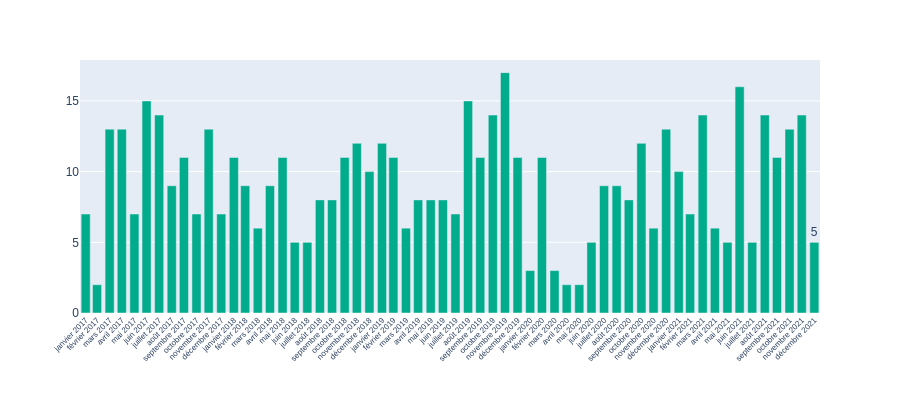 15
10
5
0
5
janvier 2017
février 2017
mars 2017
avril 2017
mai 2017
juin 2017
juillet 2017
août 2017
septembre 2017
octobre 2017
novembre 2017
décembre 2017
janvier 2018
février 2018
mars 2018
avril 2018
mai 2018
juin 2018
juillet 2018
août 2018
septembre 2018
octobre 2018
novembre 2018
décembre 2018
janvier 2019
février 2019
mars 2019
avril 2019
mai 2019
juin 2019
juillet 2019
août 2019
septembre 2019
octobre 2019
novembre 2019
décembre 2019
janvier 2020
février 2020
mars 2020
avril 2020
mai 2020
juin 2020
juillet 2020
août 2020
septembre 2020
octobre 2020
novembre 2020
décembre 2020
janvier 2021
février 2021
mars 2021
avril 2021
mai 2021
juin 2021
juillet 2021
août 2021
septembre 2021
octobre 2021
novembre 2021
décembre 2021